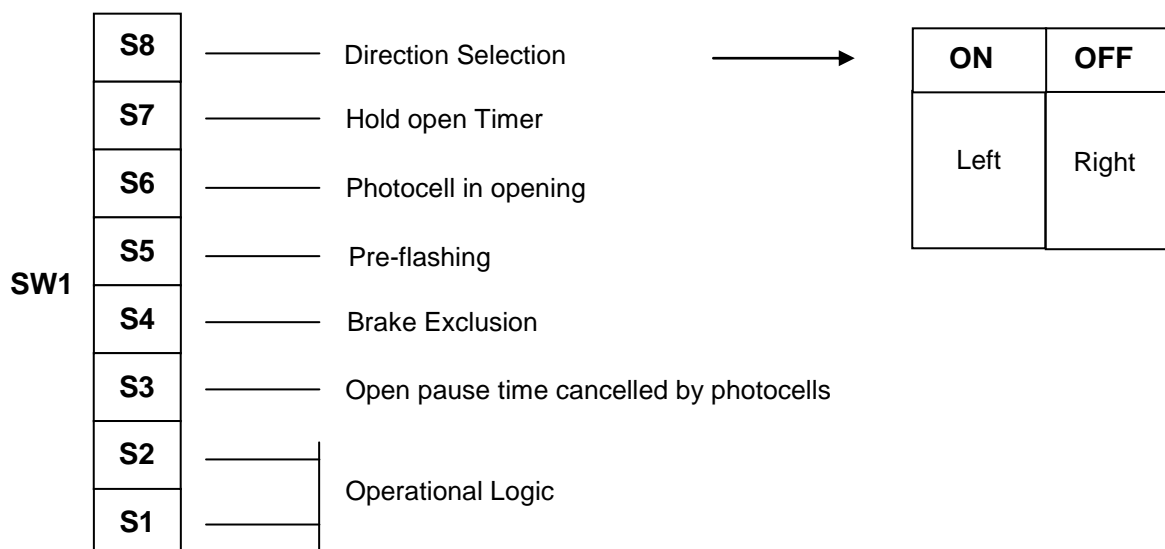 S8 Direction Selection ON OFF
S7 Hold open Timer
Left Right
S6 Photocell in opening
S5 Pre-flashing
SW1
S4 Brake Exclusion
S3 Open pause time cancelled by photocells
S2
Operational Logic
S1